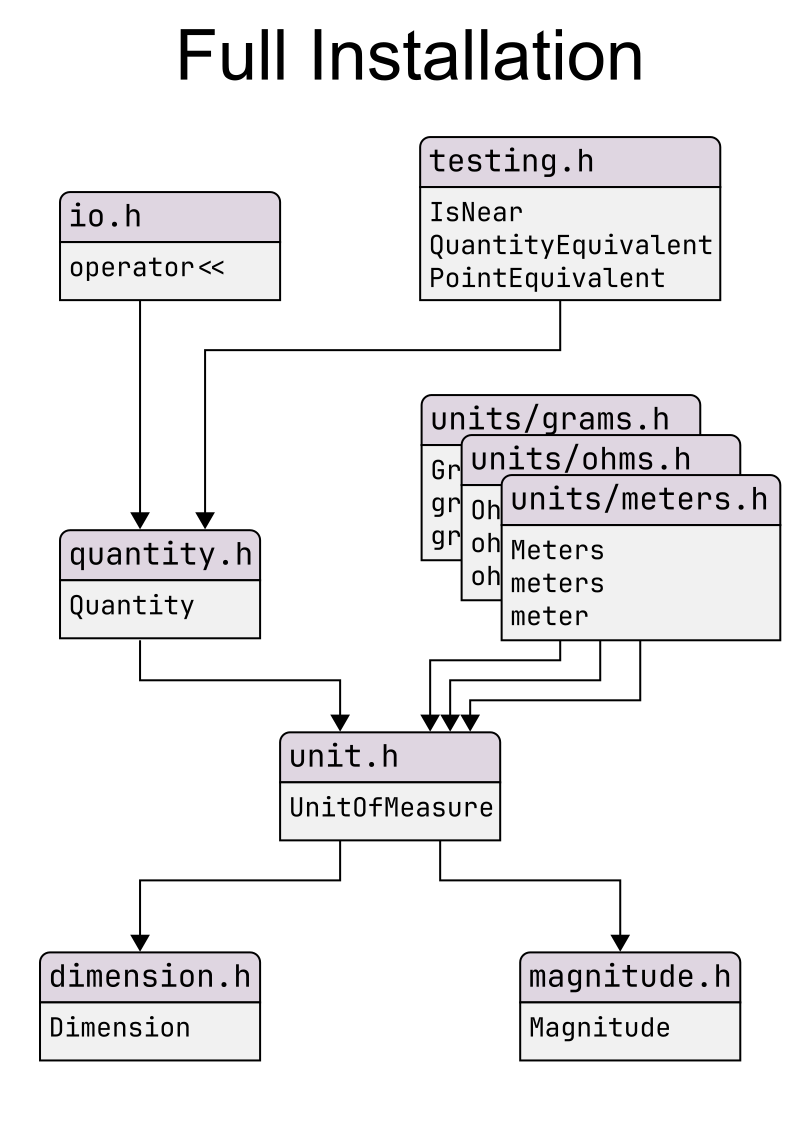 Full Installation
testing.h
IsNear
QuantityEquivalent
PointEquivalent
io.h
operator<<
units/grams.h
Gr
gr
gr
units/ohms.h
Oh
oh
oh
units/meters.h
Meters
meters
meter
quantity.h
Quantity
unit.h
UnitOfMeasure
dimension.h
Dimension
magnitude.h
Magnitude